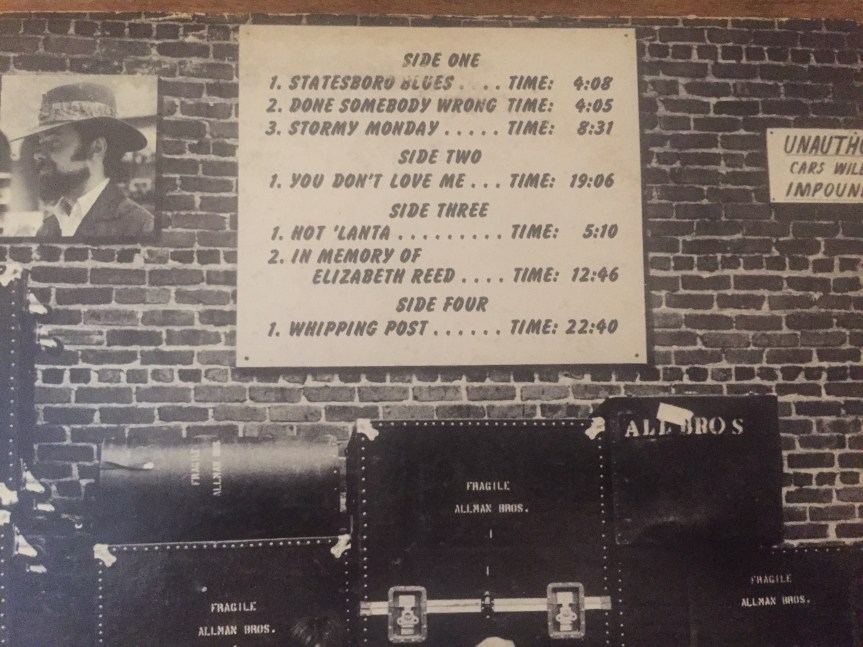 SIDE ONE
1. STATESBORO BLUES . . . . TIME: 4:08
2. DONE SOMEBODY WRONG TIME: 4:05
3. STORMY MONDAY . . . . . TIME: 8:31
SIDE TWO
1. YOU DON'T LOVE ME . . . TIME: 19:06
SIDE THREE
1. HOT 'LANTA . . . . . . . . . TIME: 5:10
2. IN MEMORY OF
ELIZABETH REED . . . . TIME: 12:46
SIDE FOUR
1. WHIPPING POST . . . . . . TIME: 22:40
UNAUTHO
CARS WILL
IMPOUN
ALL BROS
FRAGILE
ALLMAN BROS.
FRAGILE
ALLMAN BROS.
FRAGILE
ALLMAN BROS.
FRAGILE
ALLMAN BROS.